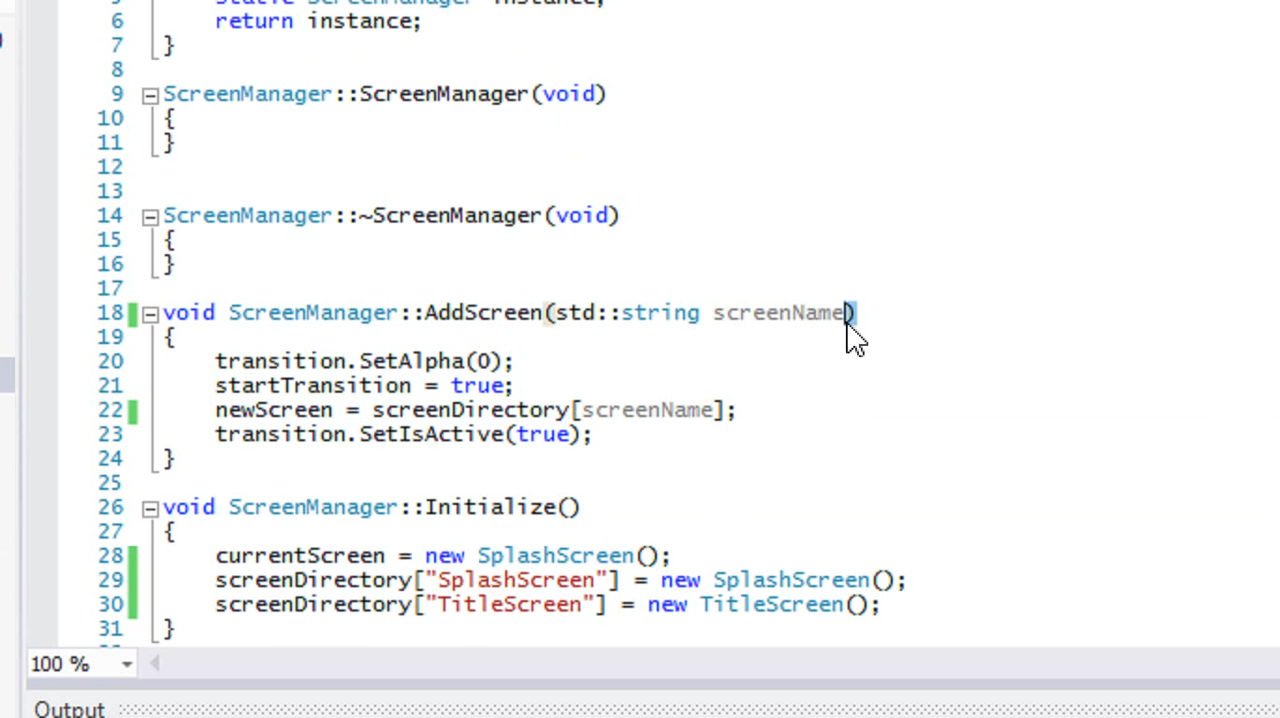 6 return instance;
7 }
8
9 ScreenManager::ScreenManager(void)
10 {
11 }
12
13
14 ScreenManager::~ScreenManager(void)
15 {
16 }
17
18 void ScreenManager::AddScreen(std::string screenName)
19 {
20 transition.SetAlpha(0);
21 startTransition = true;
22 newScreen = screenDirectory[screenName];
23 transition.SetIsActive(true);
24 }
25
26 void ScreenManager::Initialize()
27 {
28 currentScreen = new SplashScreen();
29 screenDirectory["SplashScreen"] = new SplashScreen();
30 screenDirectory["TitleScreen"] = new TitleScreen();
31 }
100 %
Output